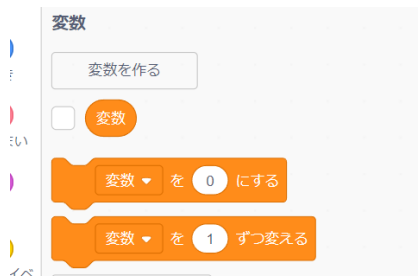 変数
変数を作る
変数
変数 を 0 にする
変数 を 1 ずつ変える